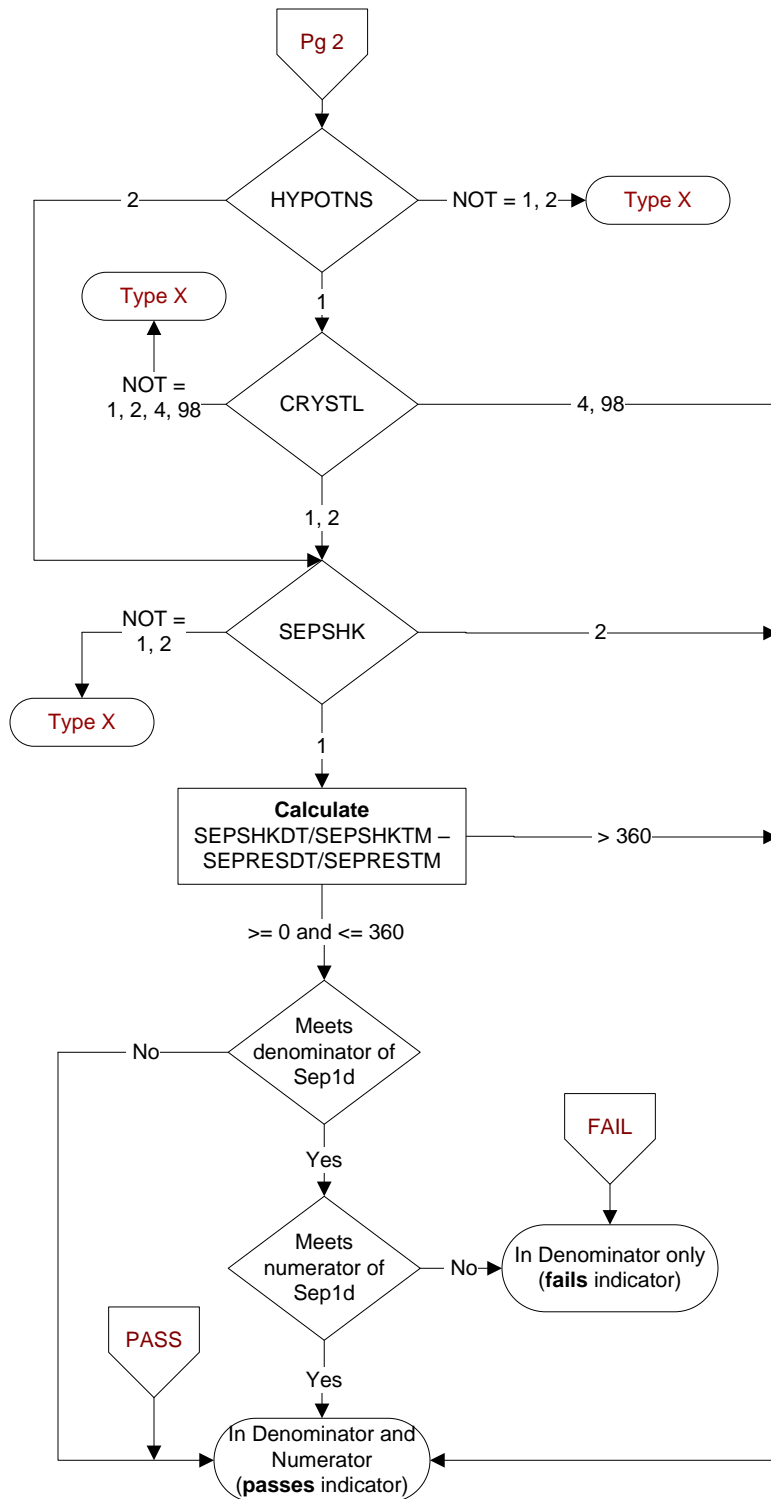 Pg 2
HYPOTNS
2
NOT = 1, 2
Type X
1
Type X
NOT =
1, 2, 4, 98
CRYSTL
4, 98
1, 2
NOT =
1, 2
SEPSHK
2
Type X
1
Calculate
SEPSHKDT/SEPSHKTM –
SEPRESDT/SEPRESTM
> 360
>= 0 and <= 360
Meets
denominator of
Sep1d
No
Yes
FAIL
Meets
numerator of
Sep1d
No
In Denominator only
(fails indicator)
PASS
Yes
In Denominator and
Numerator
(passes indicator)